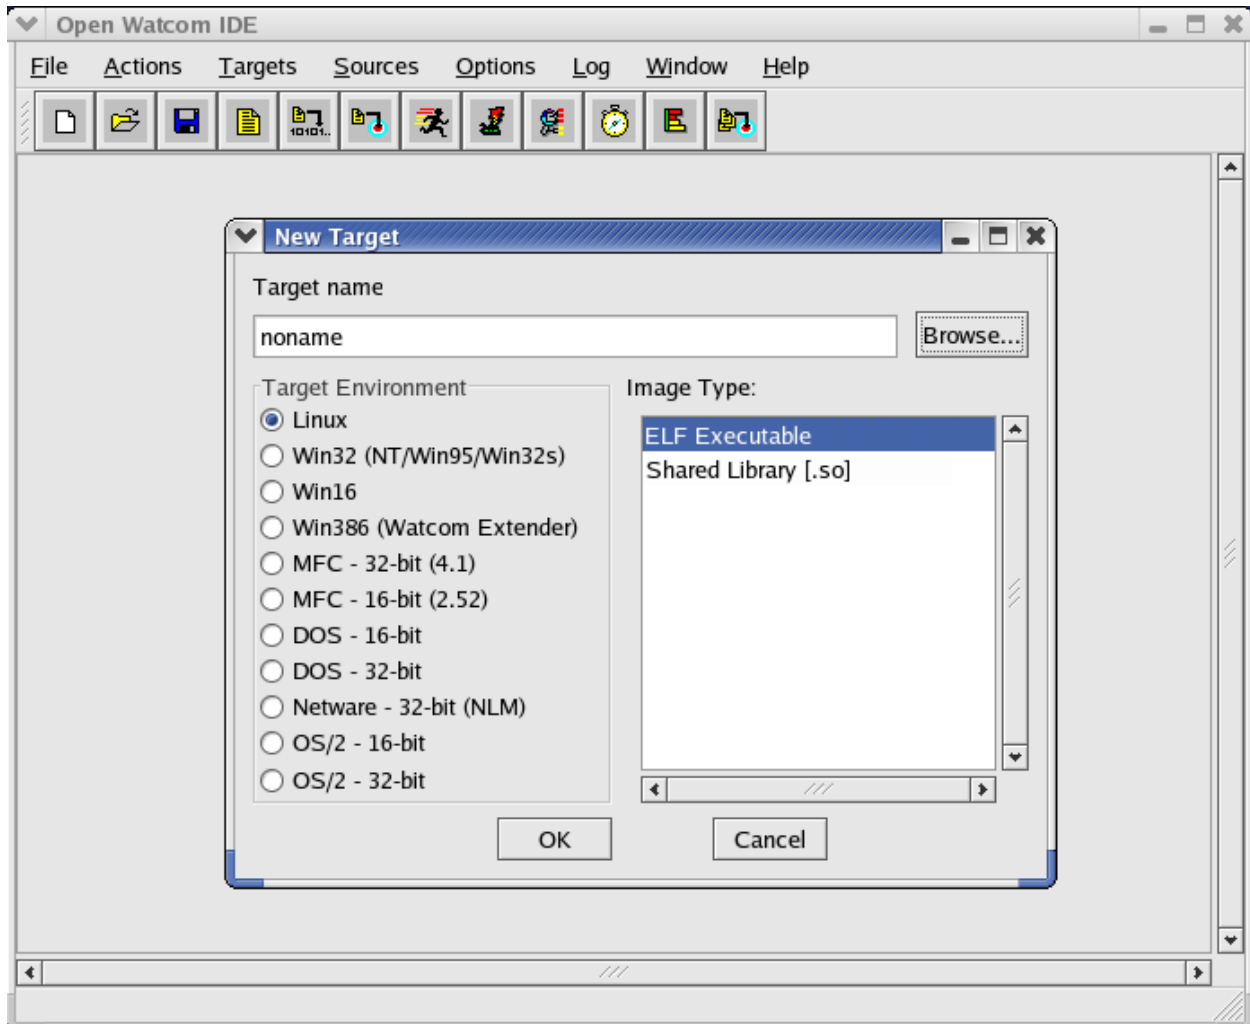 Open Watcom IDE
File Actions Targets Sources Options Log Window Help
10101..
New Target
Target name
noname
Browse...
Target Environment
Image Type:
Linux
ELF Executable
Win32 (NT/Win95/Win32s)
Shared Library [.so]
Win16
Win386 (Watcom Extender)
MFC - 32-bit (4.1)
MFC - 16-bit (2.52)
DOS - 16-bit
DOS - 32-bit
Netware - 32-bit (NLM)
OS/2 - 16-bit
OS/2 - 32-bit
OK Cancel